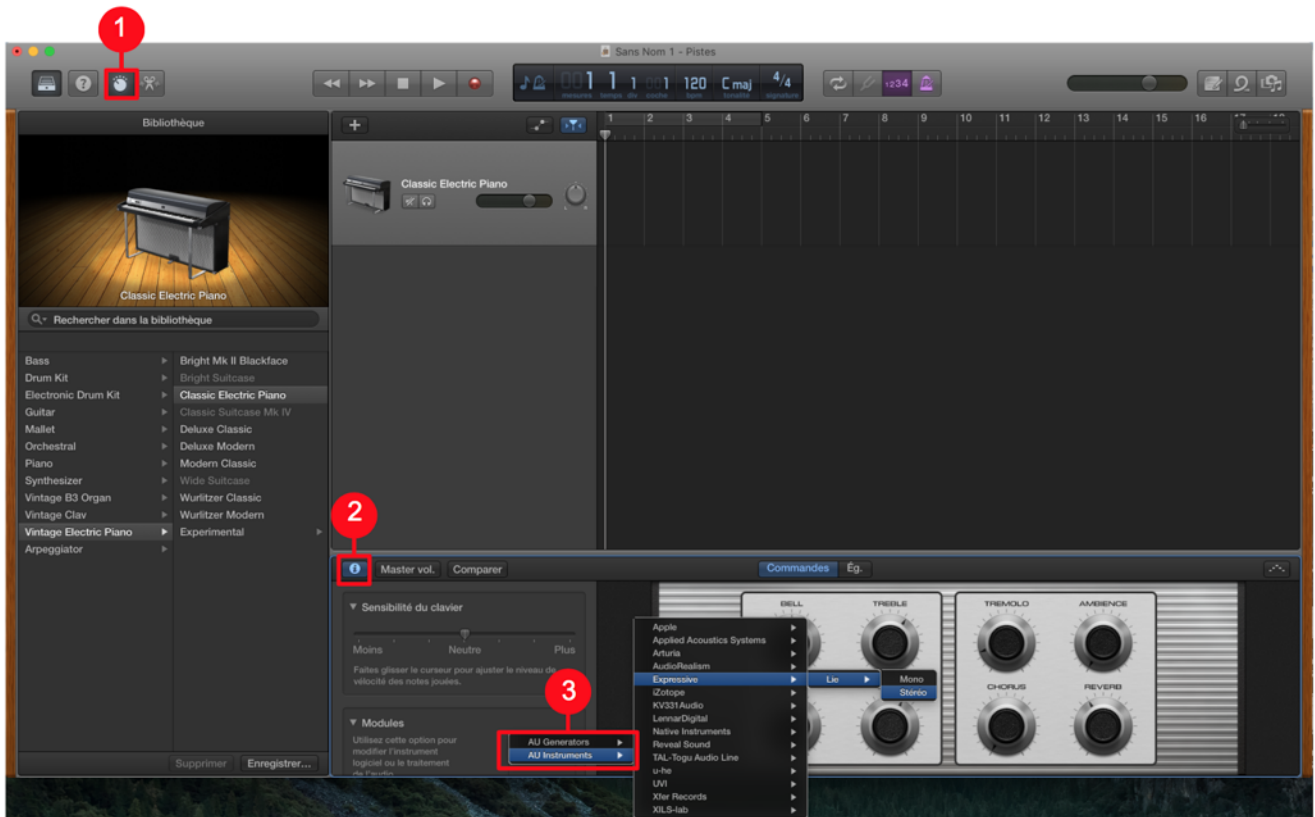 1
Sans Nom 1 - Pistes
1 1 1 1 120 C maj 4/4
mesures temps div coche bpm tonalité signature
1234
Bibliothèque
1 2 3 4 5 6 7 8 9 10 11 12 13 14 15 16
Classic Electric Piano
Classic Electric Piano
Rechercher dans la bibliothèque
Bass
Drum Kit
Electronic Drum Kit
Guitar
Mallet
Orchestral
Piano
Synthesizer
Vintage B3 Organ
Vintage Clav
Vintage Electric Piano
Arpeggiator
Bright Mk II Blackface
Bright Suitcase
Classic Electric Piano
Classic Suitcase Mk IV
Deluxe Classic
Deluxe Modern
Modern Classic
Wide Suitcase
Wurlitzer Classic
Wurlitzer Modern
Experimental
Supprimer Enregistrer...
2
Master vol. Comparer Commandes Ég.
Sensibilité du clavier
Moins Neutre Plus
Faites glisser le curseur pour ajuster le niveau de
vélocité des notes jouées.
3
Modules
Utilisez cette option pour
modifier l'instrument
logiciel ou le traitement
de l'audio
AU Generators
AU Instruments
Apple
Applied Acoustics Systems
Arturia
AudioRealism
Expressive
iZotope
KV331Audio
LennarDigital
Native Instruments
Reveal Sound
TAL-Togu Audio Line
u-he
UVI
Xfer Records
XILS-lab
Lie
Mono
Stéréo
BELL TREBLE TREMOLO AMBIENCE
CHORUS REVERB